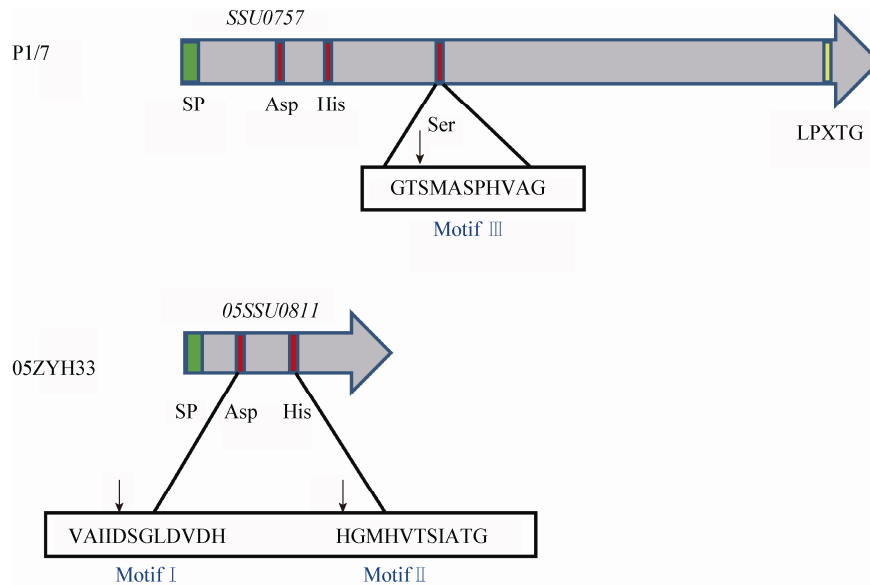 SSU0757
P1/7
SP Asp His
Ser
LPXTG
GTSMASPHVAG
Motif Ⅲ
05SSU0811
05ZYH33
SP Asp His
VAIIDSGLDVDH HGMHVTSIATG
Motif Ⅰ Motif Ⅱ